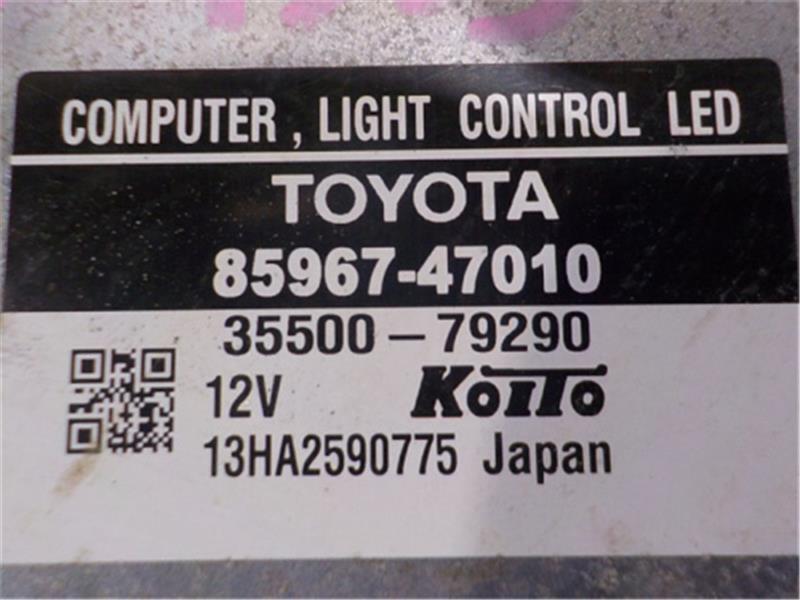 COMPUTER , LIGHT CONTROL LED
TOYOTA
85967-47010
35500-79290
12V KOITO
13HA2590775 Japan